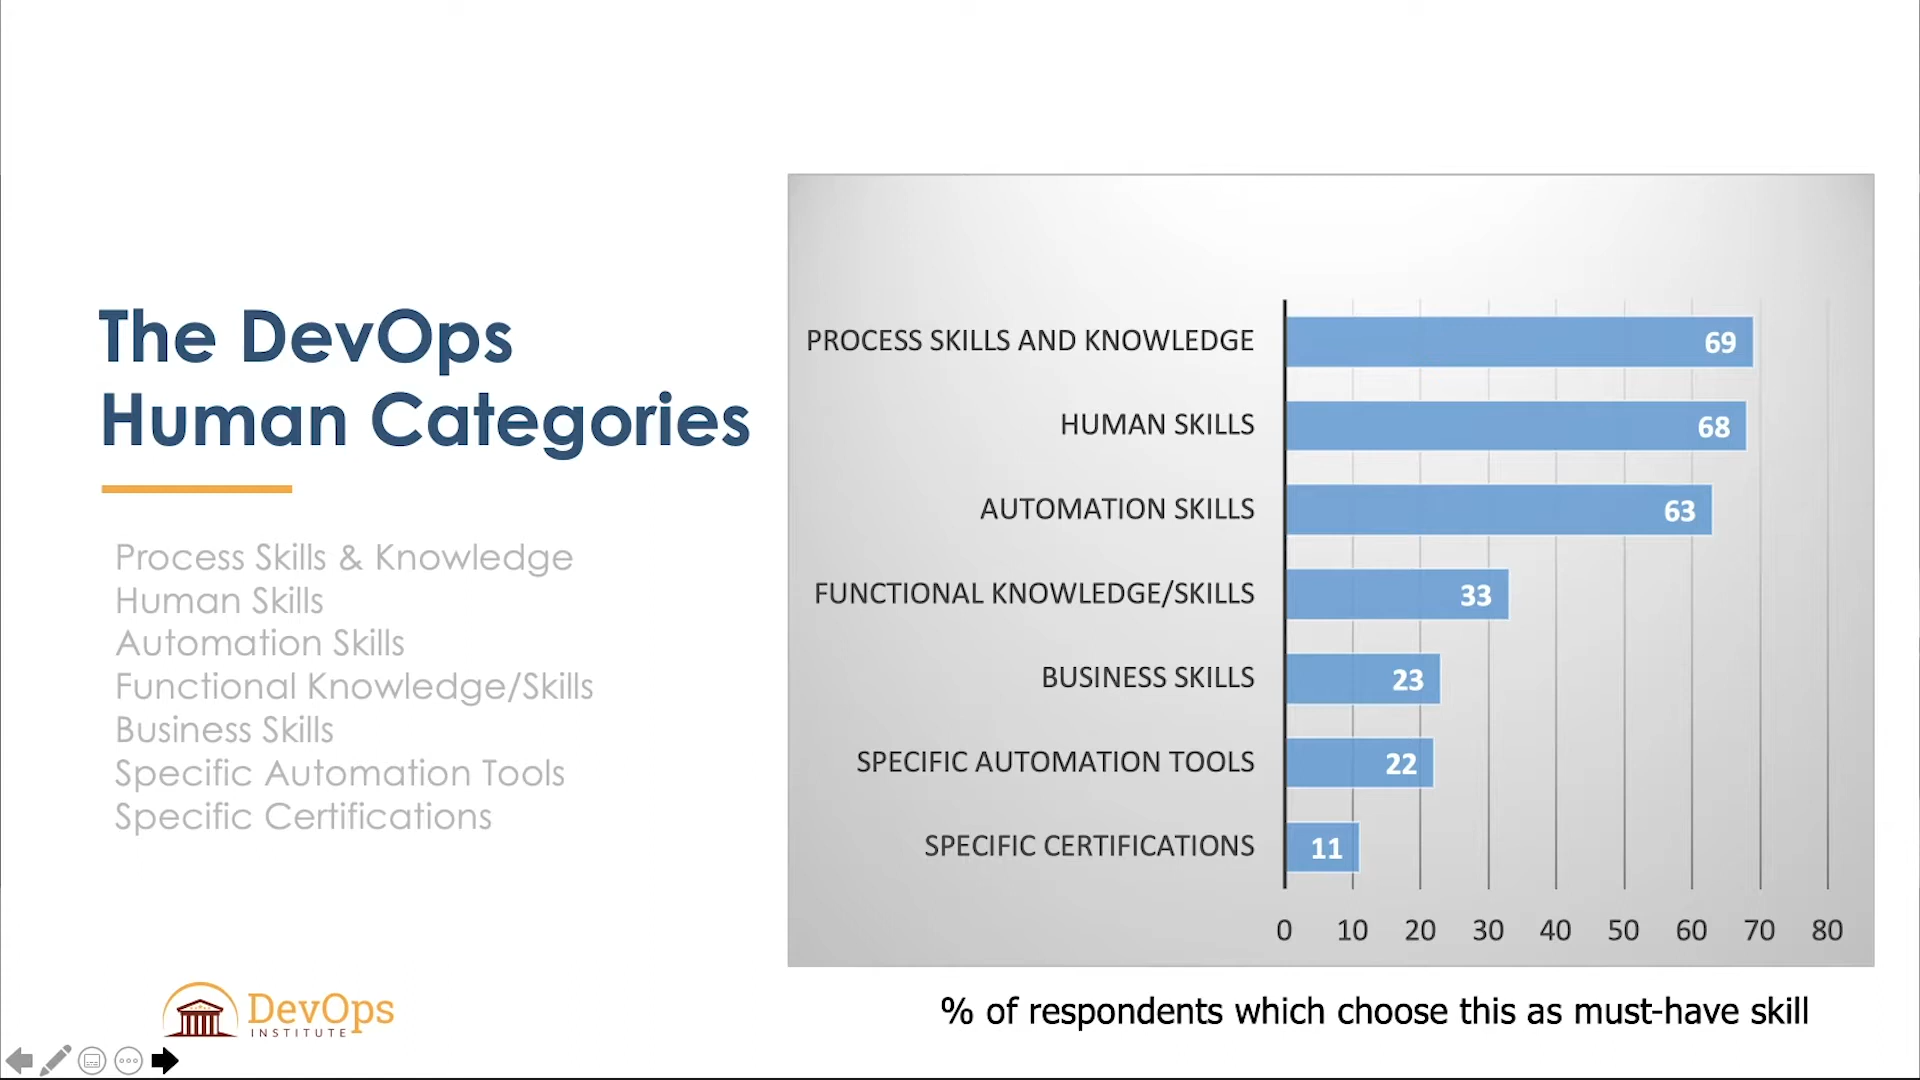 The DevOps
Human Categories
Process Skills & Knowledge
Human Skills
Automation Skills
Functional Knowledge/Skills
Business Skills
Specific Automation Tools
Specific Certifications
PROCESS SKILLS AND KNOWLEDGE 69
HUMAN SKILLS 68
AUTOMATION SKILLS 63
FUNCTIONAL KNOWLEDGE/SKILLS 33
BUSINESS SKILLS 23
SPECIFIC AUTOMATION TOOLS 22
SPECIFIC CERTIFICATIONS 11
0 10 20 30 40 50 60 70 80
% of respondents which choose this as must-have skill
DevOps
INSTITUTE